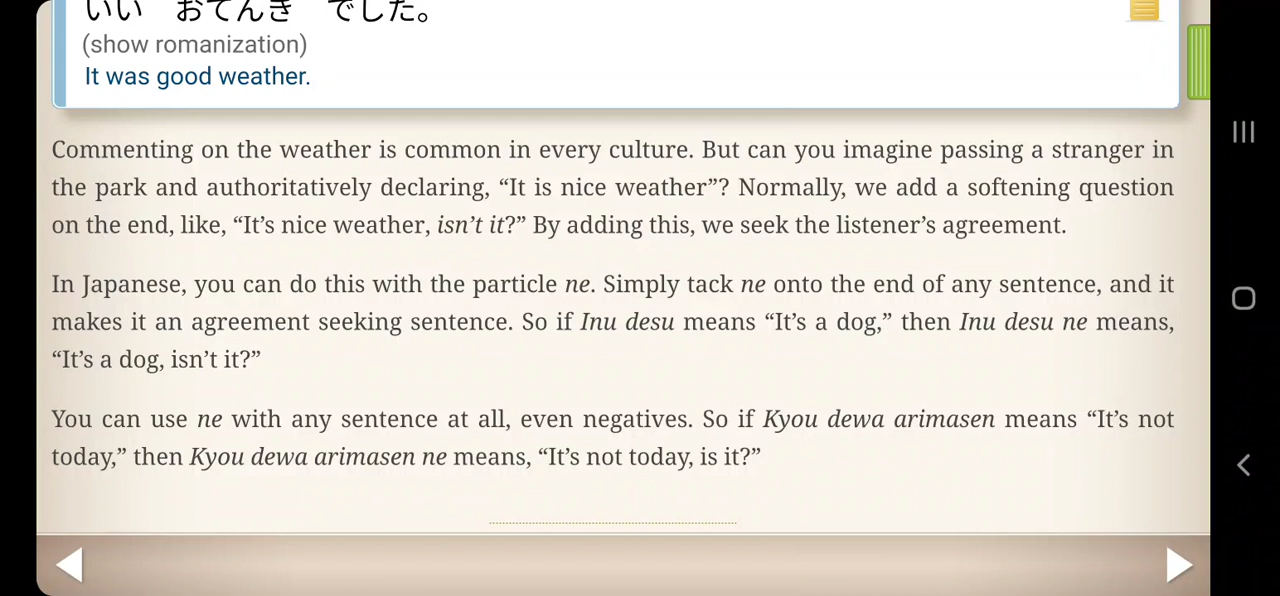 いい　おてんき　でした。
(show romanization)
It was good weather.
Commenting on the weather is common in every culture. But can you imagine passing a stranger in
the park and authoritatively declaring, “It is nice weather”? Normally, we add a softening question
on the end, like, “It’s nice weather, isn’t it?” By adding this, we seek the listener’s agreement.
In Japanese, you can do this with the particle ne. Simply tack ne onto the end of any sentence, and it
makes it an agreement seeking sentence. So if Inu desu means “It’s a dog,” then Inu desu ne means,
“It’s a dog, isn’t it?”
You can use ne with any sentence at all, even negatives. So if Kyou dewa arimasen means “It’s not
today,” then Kyou dewa arimasen ne means, “It’s not today, is it?”